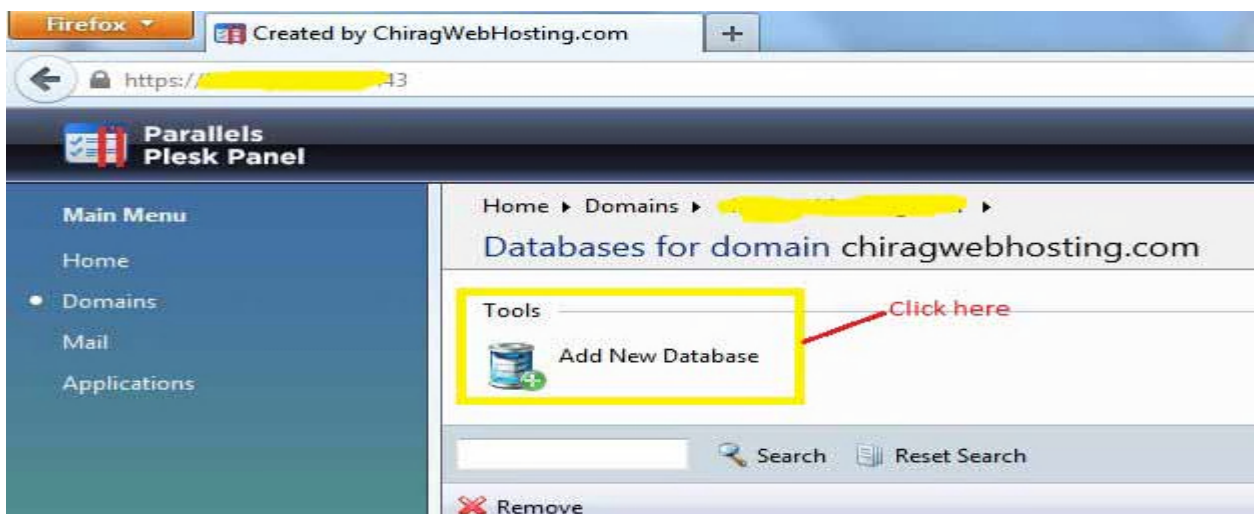 Firefox
Created by ChiragWebHosting.com
+
https:// 43
Parallels
Plesk Panel
Main Menu
Home
Domains
Mail
Applications
Home Domains
Databases for domain chiragwebhosting.com
Tools
Click here
Add New Database
Search Reset Search
Remove